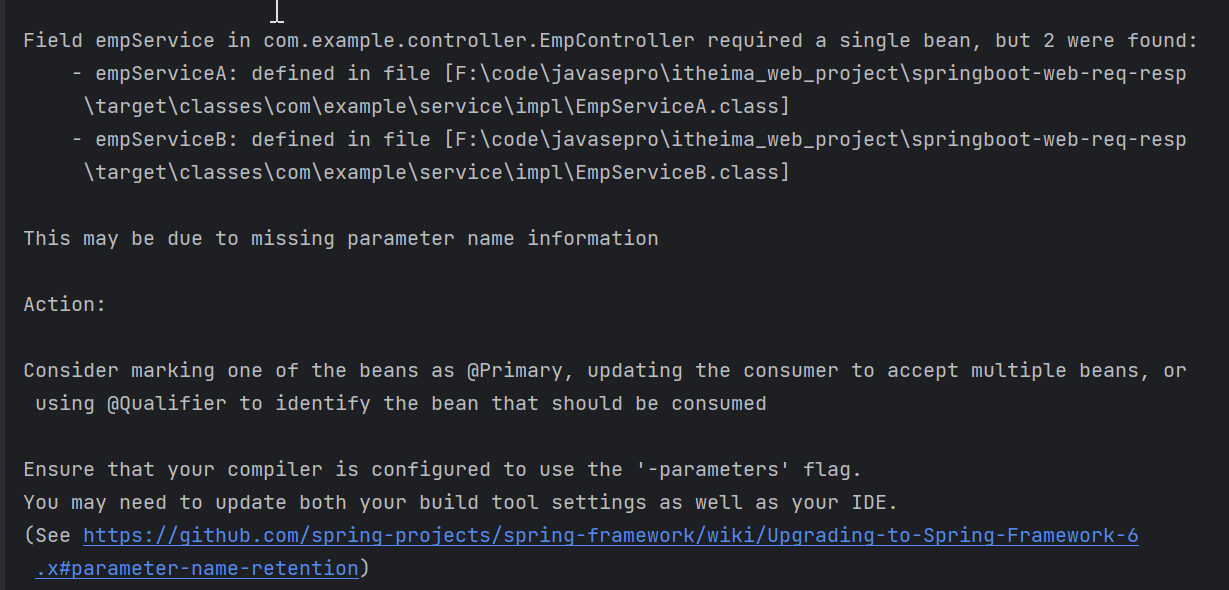 Field empService in com.example.controller.EmpController required a single bean, but 2 were found:
- empServiceA: defined in file [F:\code\javasepro\itheima_web_project\springboot-web-req-resp
\target\classes\com\example\service\impl\EmpServiceA.class]
- empServiceB: defined in file [F:\code\javasepro\itheima_web_project\springboot-web-req-resp
\target\classes\com\example\service\impl\EmpServiceB.class]
This may be due to missing parameter name information
Action:
Consider marking one of the beans as @Primary, updating the consumer to accept multiple beans, or
using @Qualifier to identify the bean that should be consumed
Ensure that your compiler is configured to use the '-parameters' flag.
You may need to update both your build tool settings as well as your IDE.
(See https://github.com/spring-projects/spring-framework/wiki/Upgrading-to-Spring-Framework-6
.x#parameter-name-retention)